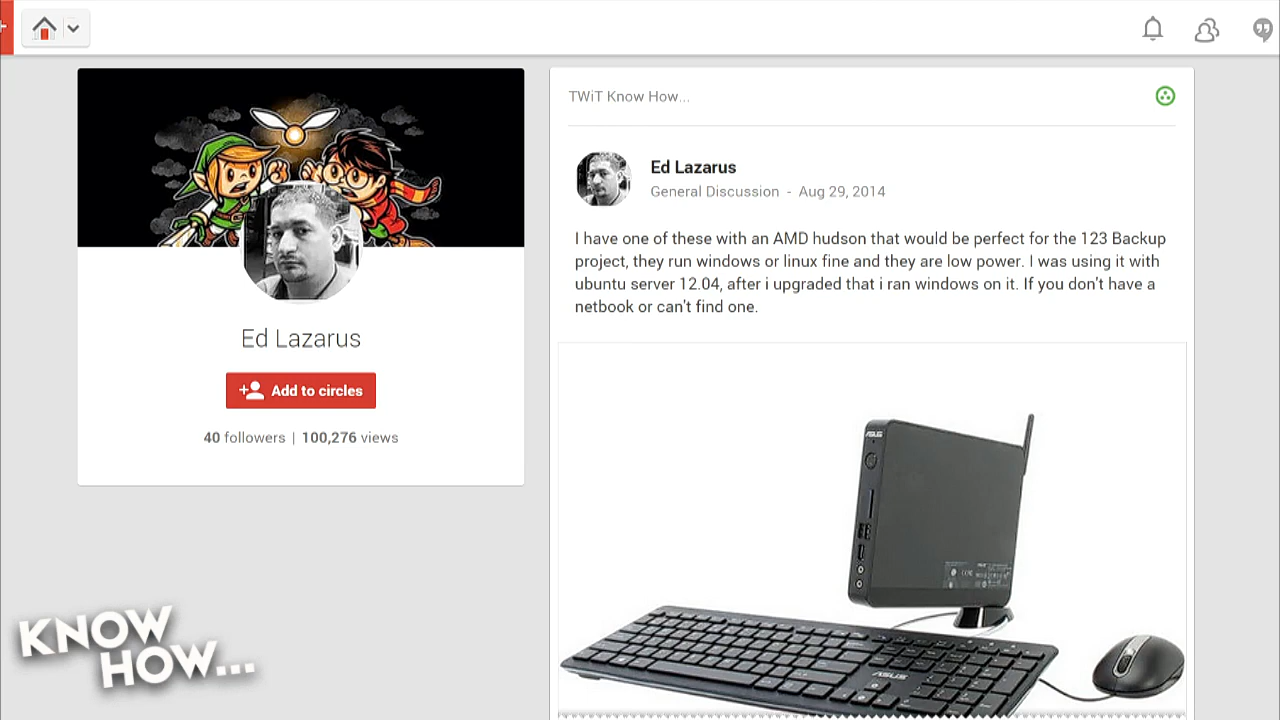 TWiT Know How...
Ed Lazarus
General Discussion - Aug 29, 2014
I have one of these with an AMD hudson that would be perfect for the 123 Backup
project, they run windows or linux fine and they are low power. I was using it with
ubuntu server 12.04, after i upgraded that i ran windows on it. If you don't have a
netbook or can't find one.
Ed Lazarus
Add to circles
40 followers | 100,276 views
ASUS
ASUS
KNOW
HOW...